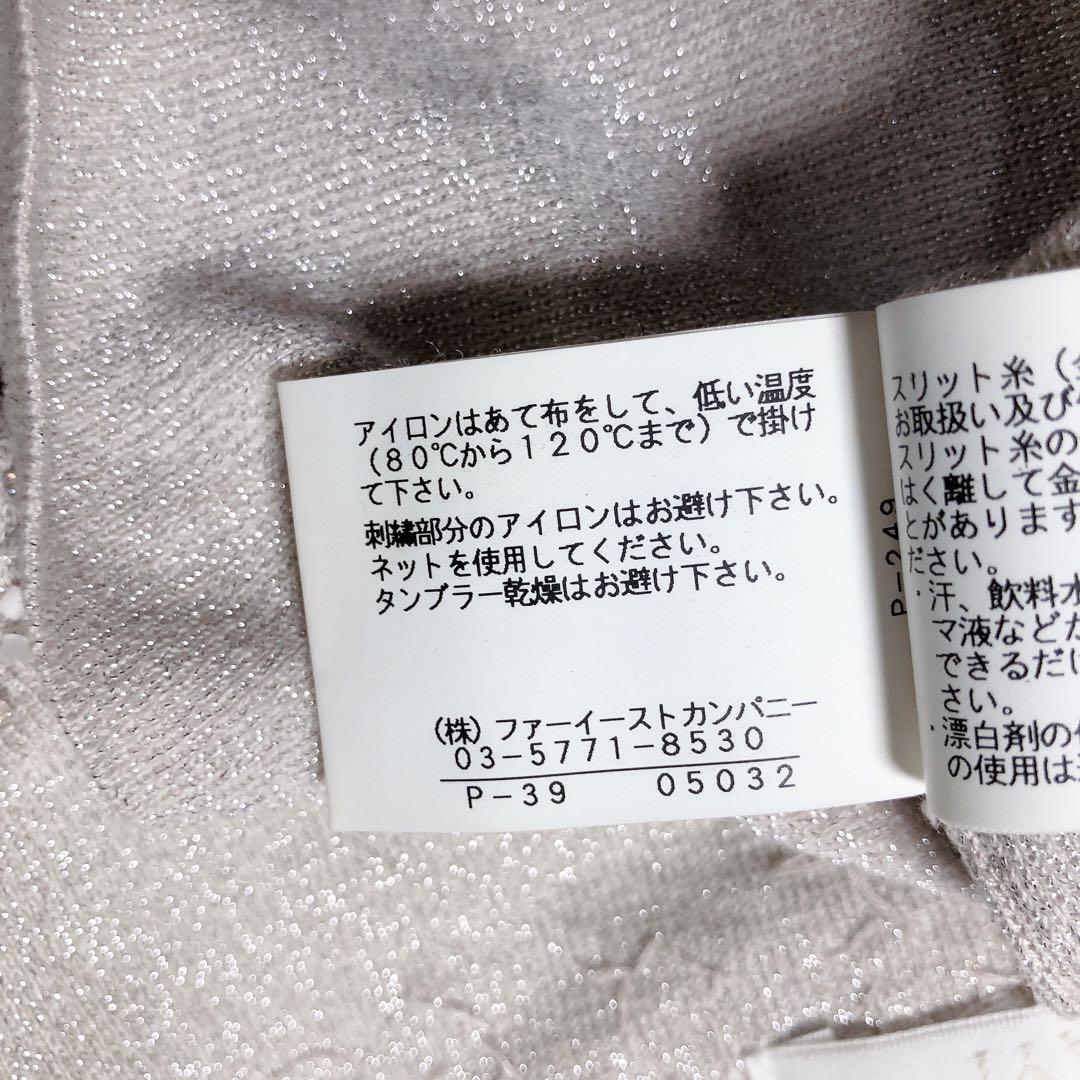 アイロンはあて布をして、低い温度
(80℃から120℃まで)で掛け
て下さい。
刺繍部分のアイロンはお避け下さい。
ネットを使用してください。
タンブラー乾燥はお避け下さい。
(株)ファーイーストカンパニー
03-5771-8530
P-39 05032
P-249
スリット糸(
お取扱い及び
スリット糸の
はく離して金
とがあります
ださい。
・汗、飲料水
マ液などが
できるだけ
さい。
・漂白剤の
の使用は